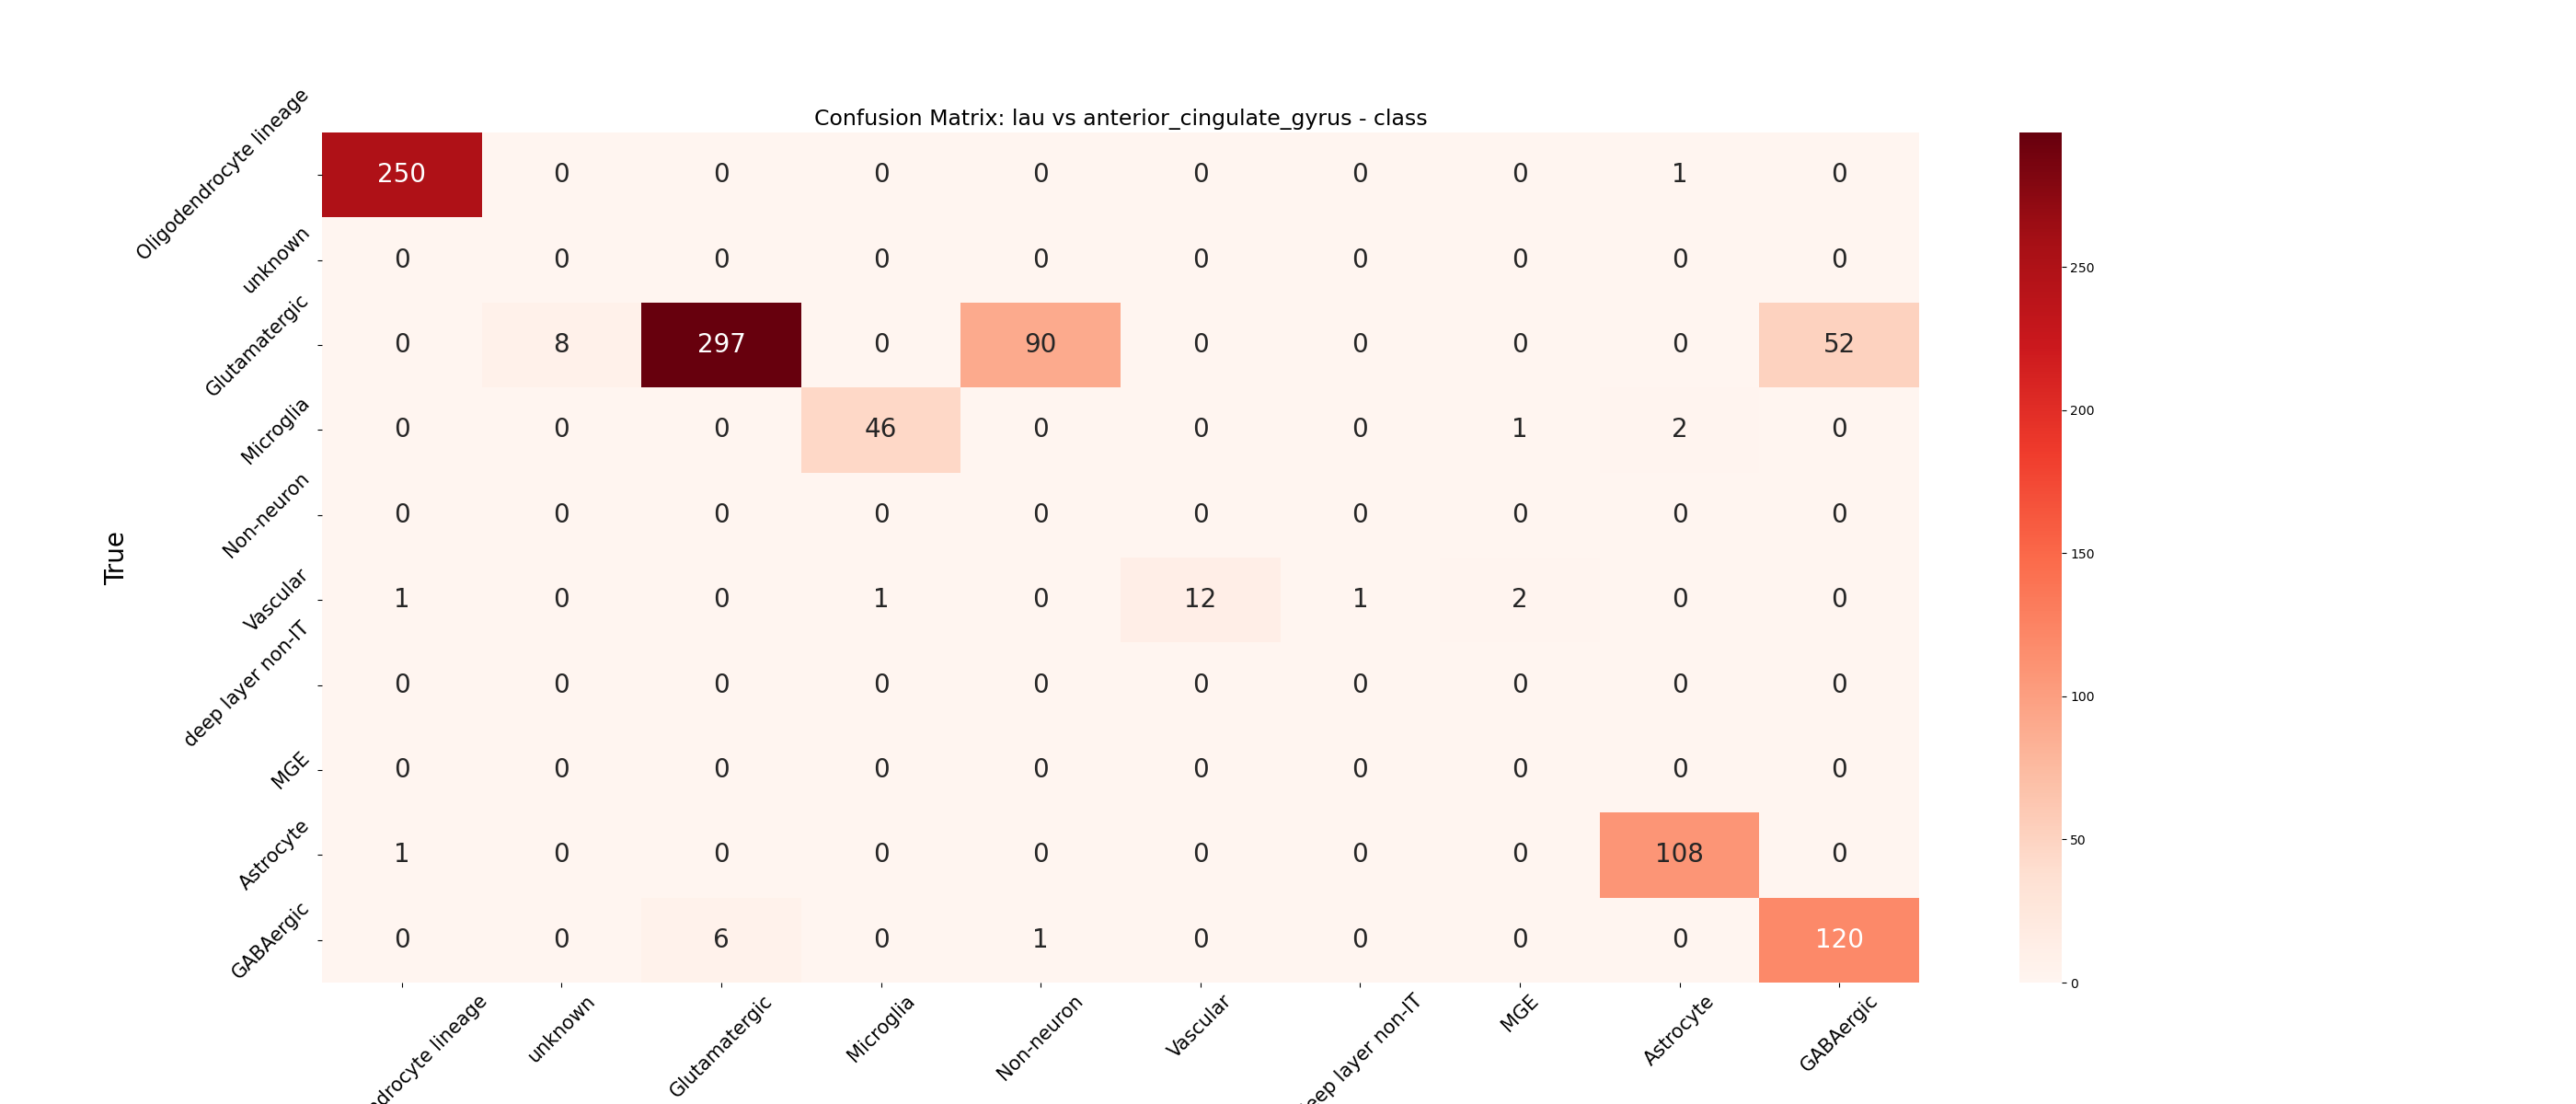 Confusion Matrix: lau vs anterior_cingulate_gyrus - class
Oligodendrocyte lineage 250 0 0 0 0 0 0 0 1 0
unknown 0 0 0 0 0 0 0 0 0 0
Glutamatergic 0 8 297 0 90 0 0 0 0 52
Microglia 0 0 0 46 0 0 0 1 2 0
Non-neuron 0 0 0 0 0 0 0 0 0 0
Vascular 1 0 0 1 0 12 1 2 0 0
deep layer non-IT 0 0 0 0 0 0 0 0 0 0
MGE 0 0 0 0 0 0 0 0 0 0
Astrocyte 1 0 0 0 0 0 0 0 108 0
GABAergic 0 0 6 0 1 0 0 0 0 120
True
lineage unknown Glutamatergic Microglia Non-neuron Vascular layer non-IT MGE Astrocyte GABAergic
250
200
150
100
50
0